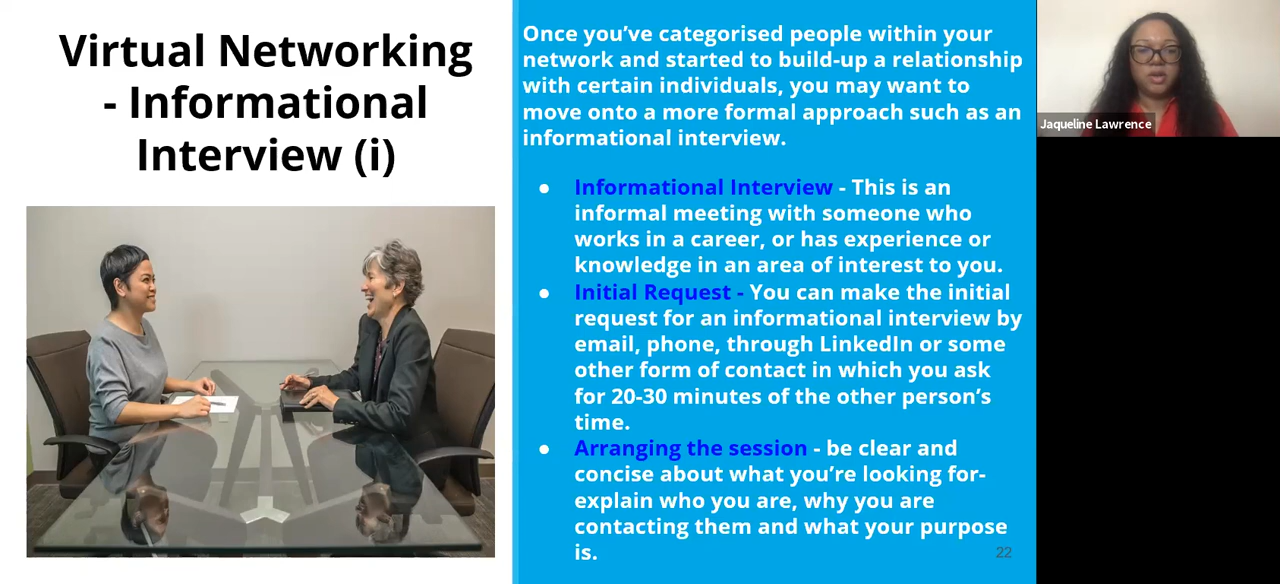 Virtual Networking
- Informational
Interview (i)
Once you’ve categorised people within your
network and started to build-up a relationship
with certain individuals, you may want to
move onto a more formal approach such as an
informational interview.
● Informational Interview - This is an
informal meeting with someone who
works in a career, or has experience or
knowledge in an area of interest to you.
● Initial Request - You can make the initial
request for an informational interview by
email, phone, through LinkedIn or some
other form of contact in which you ask
for 20-30 minutes of the other person’s
time.
● Arranging the session - be clear and
concise about what you’re looking for-
explain who you are, why you are
contacting them and what your purpose
is.
22
Jaqueline Lawrence